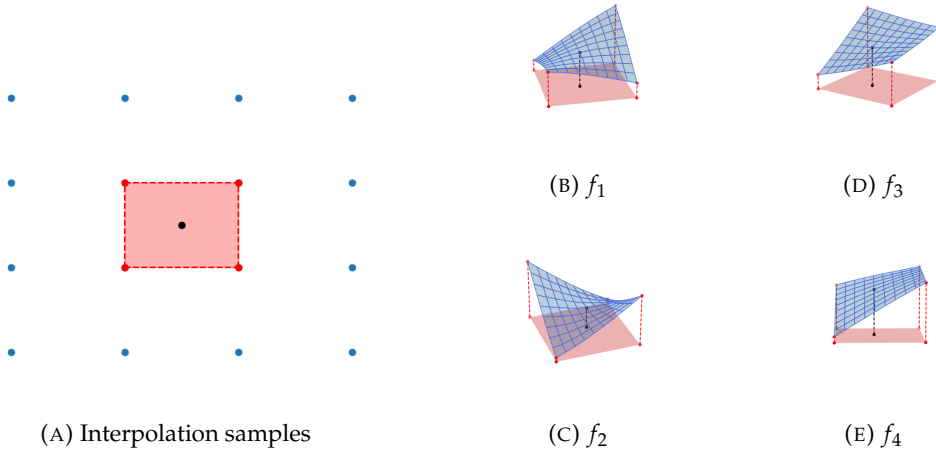 (B) f1
(D) f3
(A) Interpolation samples
(C) f2
(E) f4